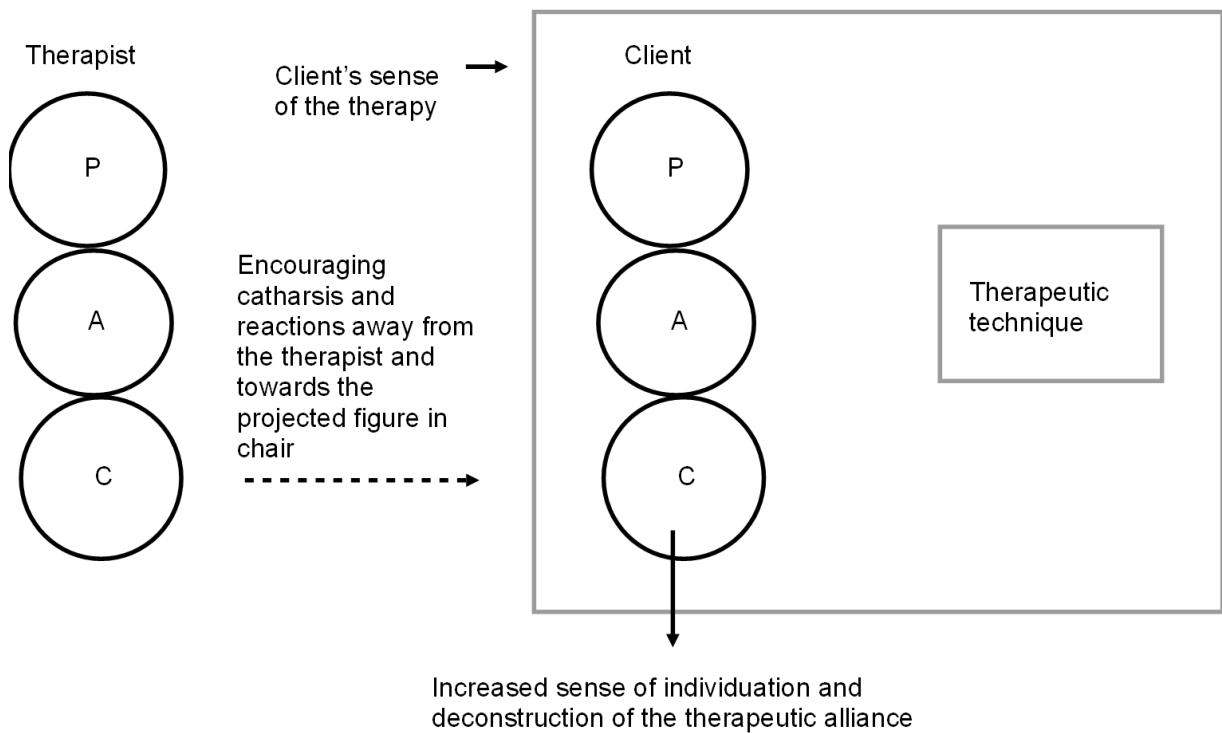 Therapist
Client's sense
of the therapy
Client
P
P
Encouraging
catharsis and
reactions away from
the therapist and
towards the
projected figure in
chair
A
A
Therapeutic
technique
C
C
Increased sense of individuation and
deconstruction of the therapeutic alliance